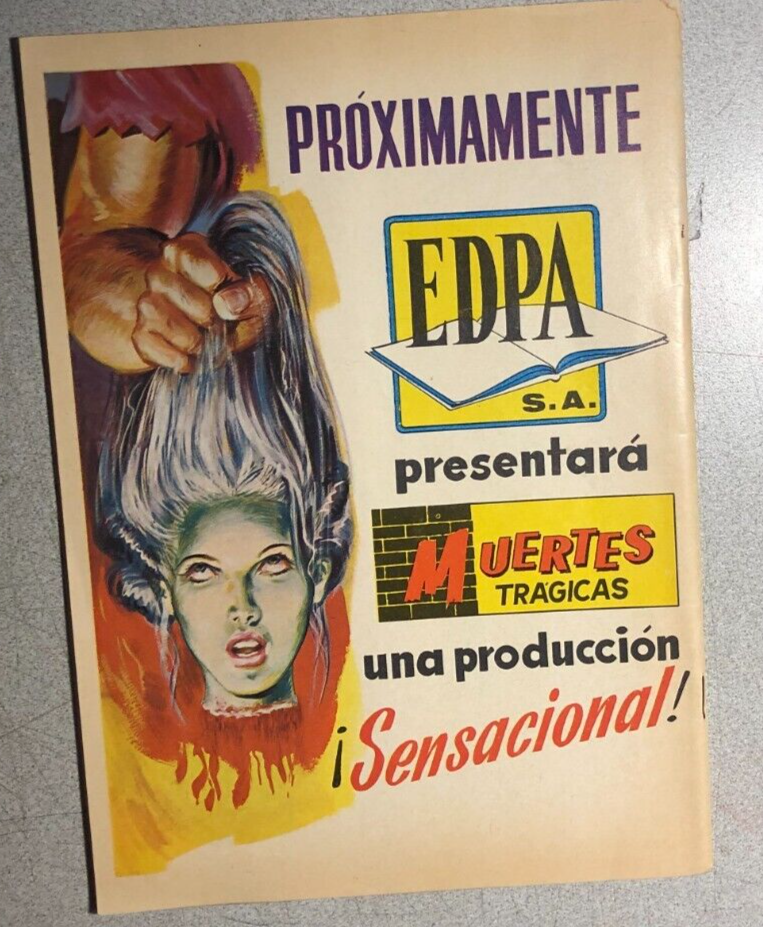 PRÓXIMAMENTE
EDPA
S.A.
presentará
MUERTES
TRÁGICAS
una producción
¡Sensacional!